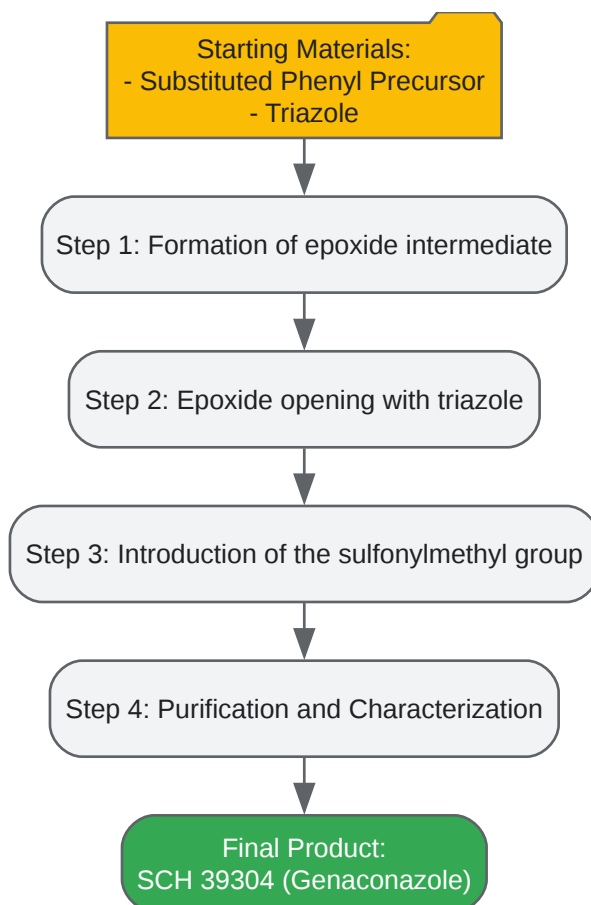 Starting Materials:
- Substituted Phenyl Precursor
- Triazole
Step 1: Formation of epoxide intermediate
Step 2: Epoxide opening with triazole
Step 3: Introduction of the sulfonylmethyl group
Step 4: Purification and Characterization
Final Product:
SCH 39304 (Genaconazole)